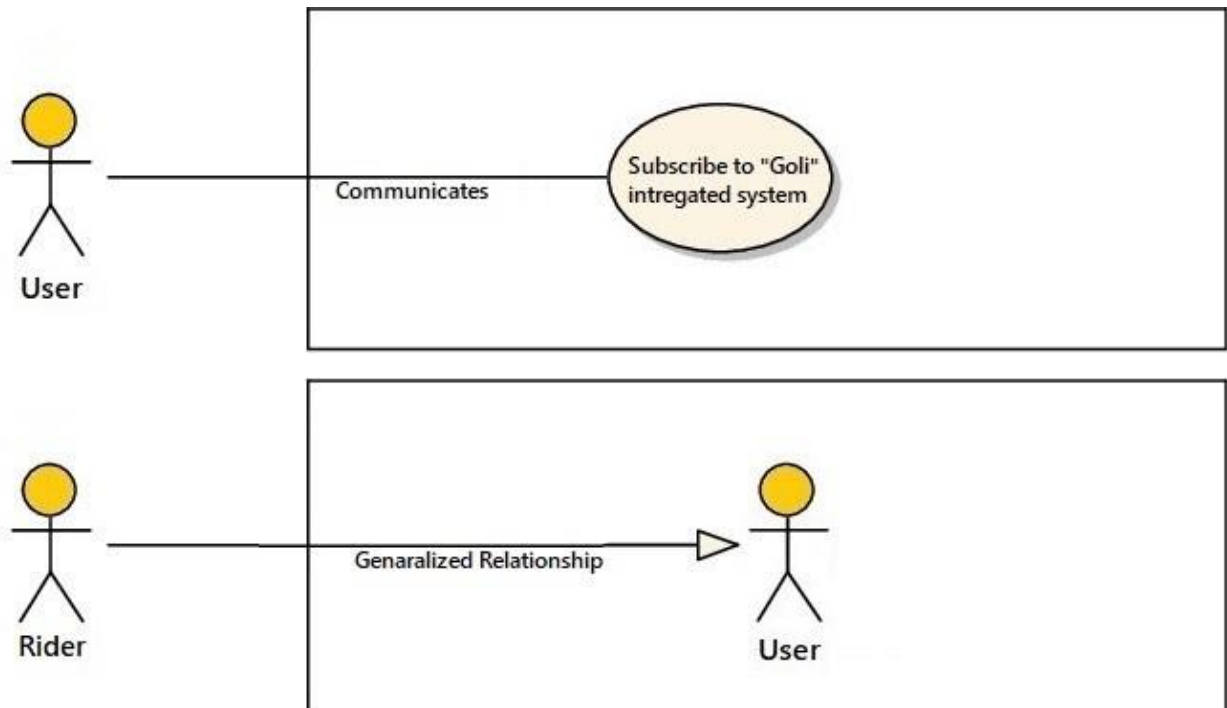 Subscribe to "Goli"
intregated system
Communicates
User
Genaralized Relationship
Rider
User